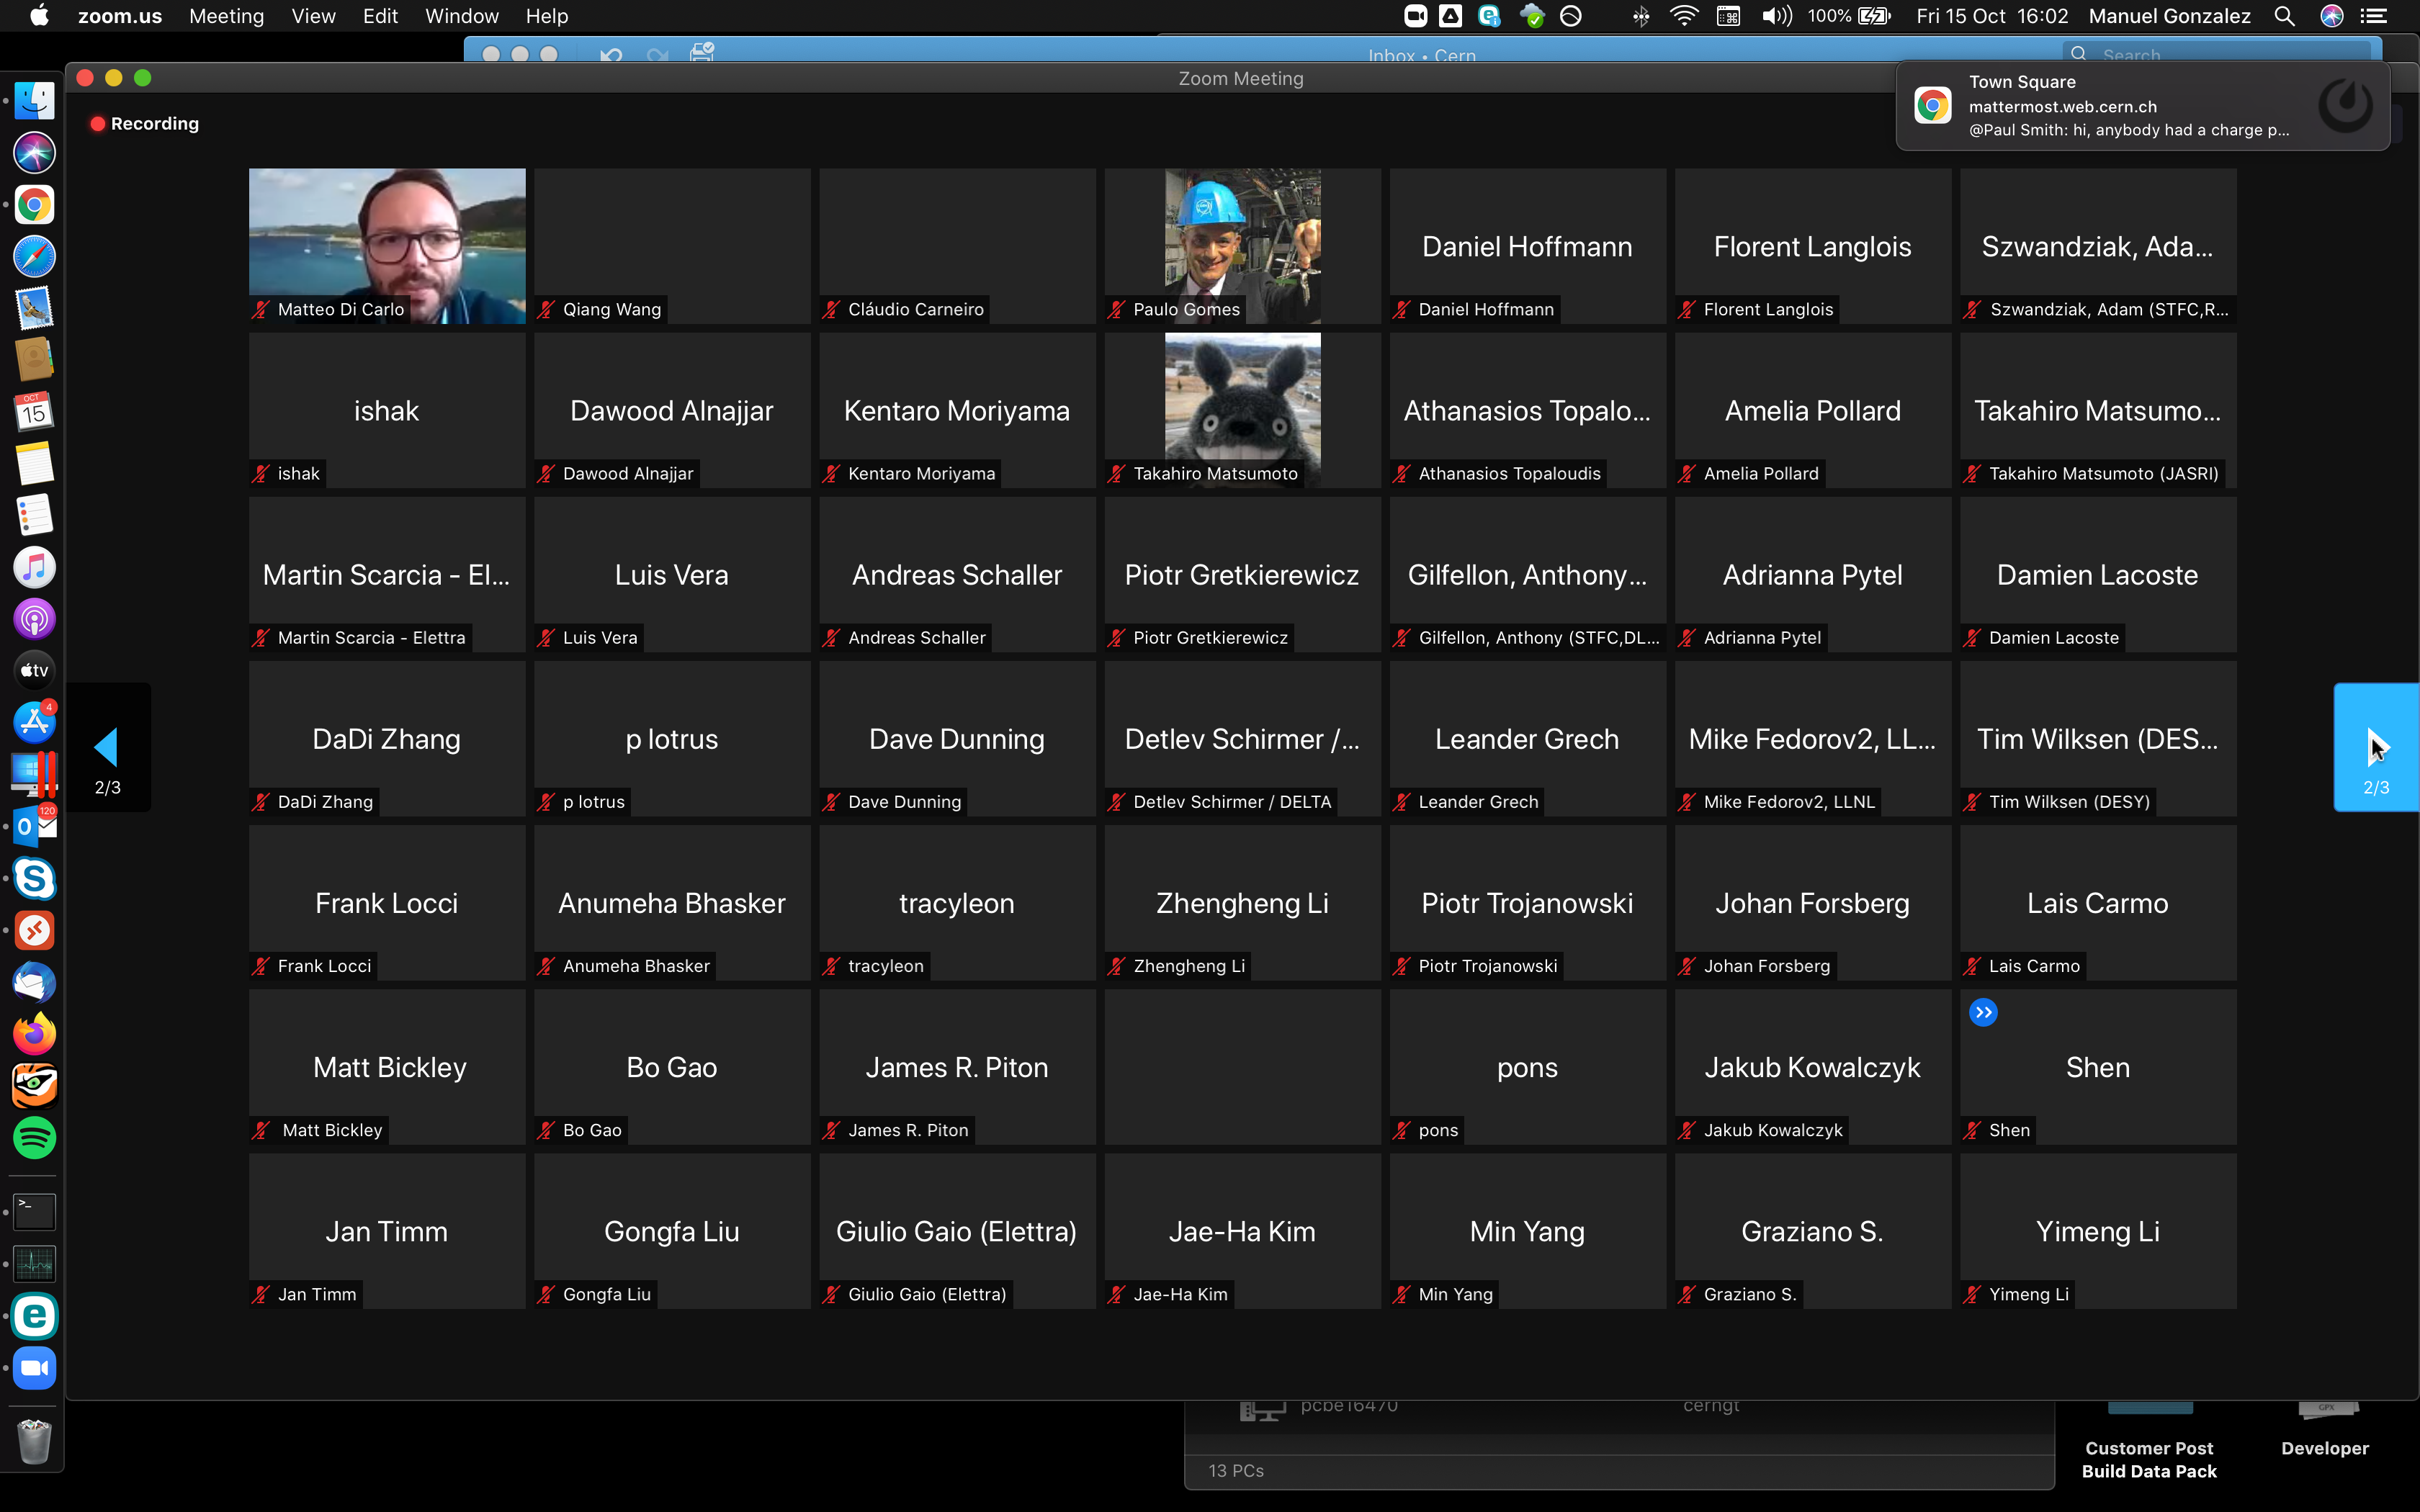 zoom.us Meeting View Edit Window Help 100% Fri 15 Oct 16:02 Manuel Gonzalez
Inbox • Cern Search
Zoom Meeting
Town Square
mattermost.web.cern.ch
@Paul Smith: hi, anybody had a charge p...
Recording
Daniel Hoffmann Florent Langlois Szwandziak, Ada...
Matteo Di Carlo Qiang Wang Cláudio Carneiro Paulo Gomes Daniel Hoffmann Florent Langlois Szwandziak, Adam (STFC,R...
ishak Dawood Alnajjar Kentaro Moriyama Athanasios Topalo... Amelia Pollard Takahiro Matsumo...
ishak Dawood Alnajjar Kentaro Moriyama Takahiro Matsumoto Athanasios Topaloudis Amelia Pollard Takahiro Matsumoto (JASRI)
OCT
15
Martin Scarcia - El... Luis Vera Andreas Schaller Piotr Gretkierewicz Gilfellon, Anthony... Adrianna Pytel Damien Lacoste
Martin Scarcia - Elettra Luis Vera Andreas Schaller Piotr Gretkierewicz Gilfellon, Anthony (STFC,DL... Adrianna Pytel Damien Lacoste
tv
4
DaDi Zhang p lotrus Dave Dunning Detlev Schirmer /... Leander Grech Mike Fedorov2, LL... Tim Wilksen (DES...
2/3 2/3
DaDi Zhang p lotrus Dave Dunning Detlev Schirmer / DELTA Leander Grech Mike Fedorov2, LLNL Tim Wilksen (DESY)
120
Frank Locci Anumeha Bhasker tracyleon Zhengheng Li Piotr Trojanowski Johan Forsberg Lais Carmo
Frank Locci Anumeha Bhasker tracyleon Zhengheng Li Piotr Trojanowski Johan Forsberg Lais Carmo
Matt Bickley Bo Gao James R. Piton pons Jakub Kowalczyk Shen
Matt Bickley Bo Gao James R. Piton pons Jakub Kowalczyk Shen
Jan Timm Gongfa Liu Giulio Gaio (Elettra) Jae-Ha Kim Min Yang Graziano S. Yimeng Li
Jan Timm Gongfa Liu Giulio Gaio (Elettra) Jae-Ha Kim Min Yang Graziano S. Yimeng Li
pcbe16470 cerngt
GPX
Customer Post
Build Data Pack
Developer
13 PCs